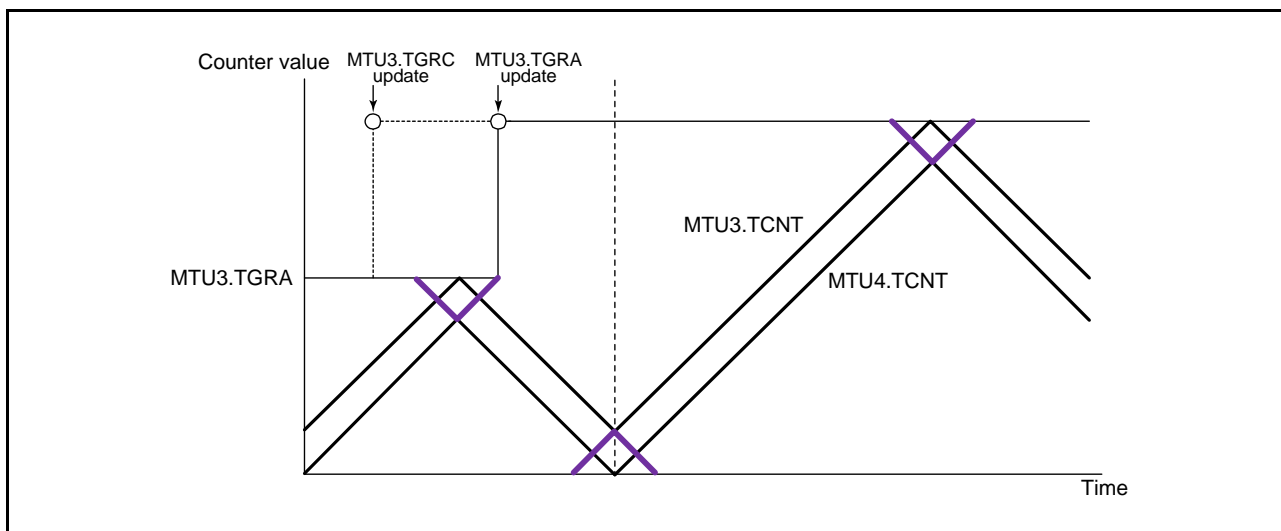 Counter value
MTU3.TGRC
update
MTU3.TGRA
update
MTU3.TCNT
MTU3.TGRA
MTU4.TCNT
Time